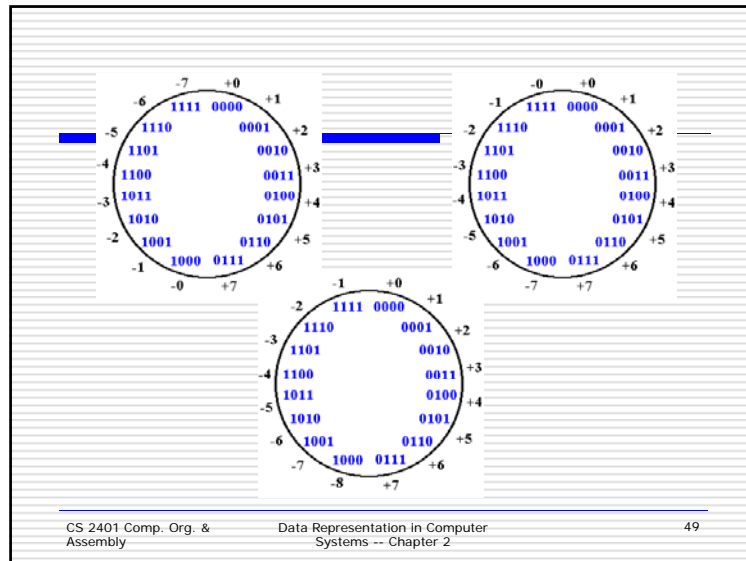 -7 +0
-6 1111 0000 +1
-5 1110 0001 +2
1101 0010
-4 1100 0011 +3
-3 1011 0100 +4
1010 0101
-2 1001 0110 +5
-1 1000 0111 +6
-0 +7
-0 +0
-1 1111 0000 +1
-2 1110 0001 +2
1101 0010
-3 1100 0011 +3
-4 1011 0100 +4
1010 0101
-5 1001 0110 +5
-6 1000 0111 +6
-7 +7
-1 +0
-2 1111 0000 +1
1110 0001 +2
-3 1101 0010
-4 1100 0011 +3
1011 0100 +4
-5 1010 0101
-6 1001 0110 +5
-7 1000 0111 +6
-8 +7
CS 2401 Comp. Org. &
Assembly
Data Representation in Computer
Systems -- Chapter 2
49